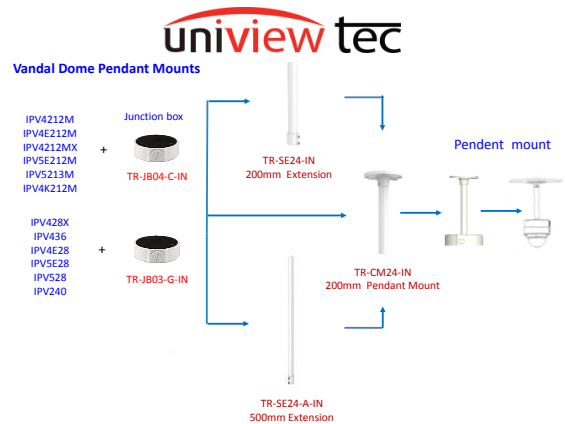 uniview tec
Vandal Dome Pendant Mounts
IPV4212M
IPV4E212M
IPV4212MX
IPV5E212M
IPV5213M
IPV4K212M
+
Junction box
TR-JB04-C-IN
IPV428X
IPV436
IPV4E28
IPV5E28
IPV528
IPV240
+
TR-JB03-G-IN
TR-SE24-IN
200mm Extension
TR-CM24-IN
200mm Pendant Mount
TR-SE24-A-IN
500mm Extension
Pendent mount